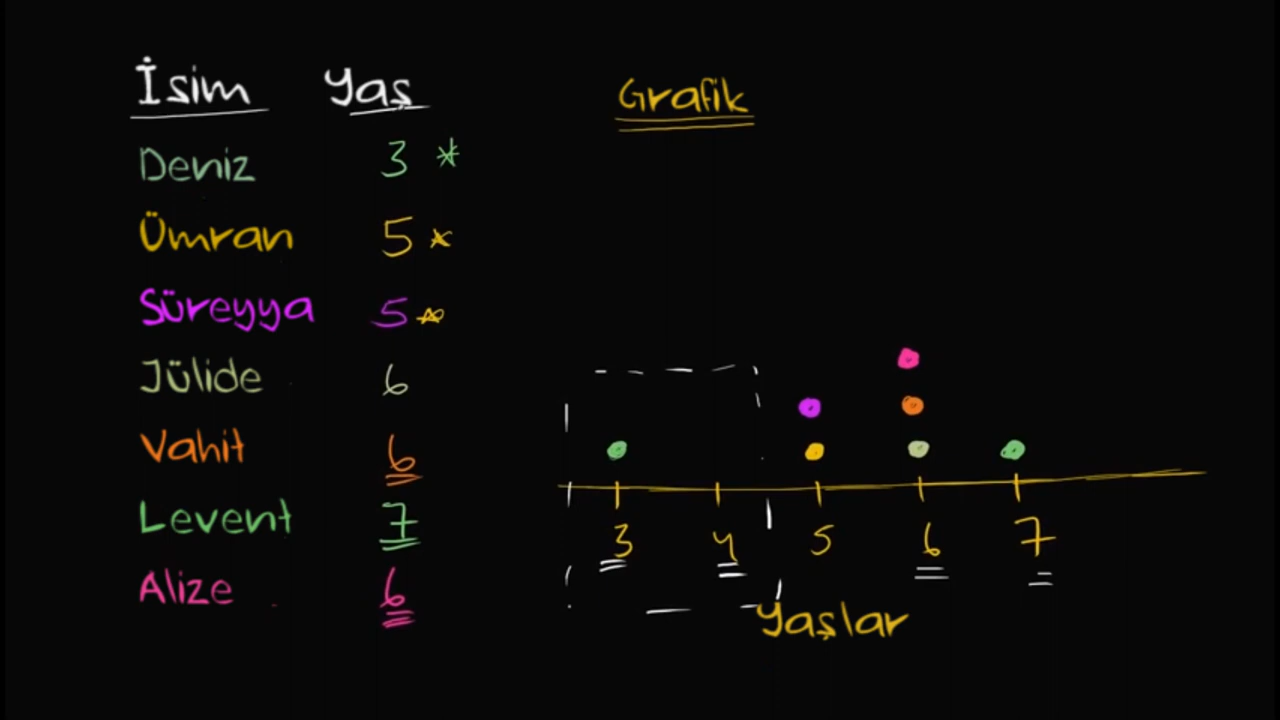 İsim Yaş
Deniz 3 *
Ümran 5 *
Süreyya 5 *
Jülide 6
Vahit 6
Levent 7
Alize 6
Grafik
3 4 5 6 7
Yaşlar